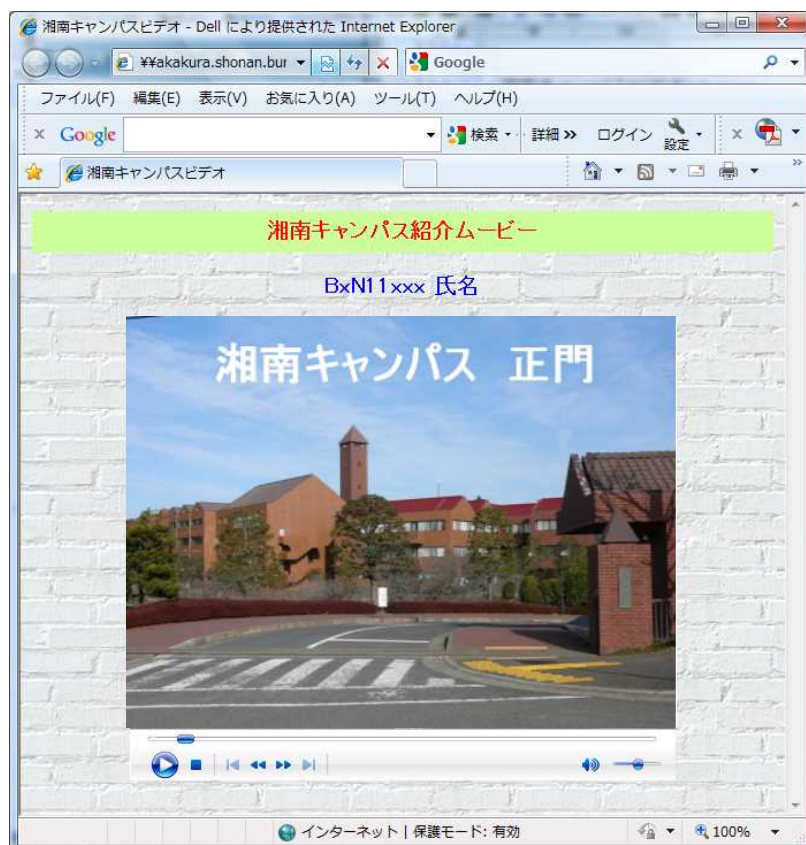 湘南キャンパスビデオ - Dell により提供された Internet Explorer
¥¥akakura.shonan.bur
Google
ファイル(F) 編集(E) 表示(V) お気に入り(A) ツール(T) ヘルプ(H)
× Google 検索 詳細 » ログイン 設定 ×
湘南キャンパスビデオ »
湘南キャンパス紹介ムービー
BxN11xxx 氏名
湘南キャンパス 正門
インターネット | 保護モード: 有効 100%